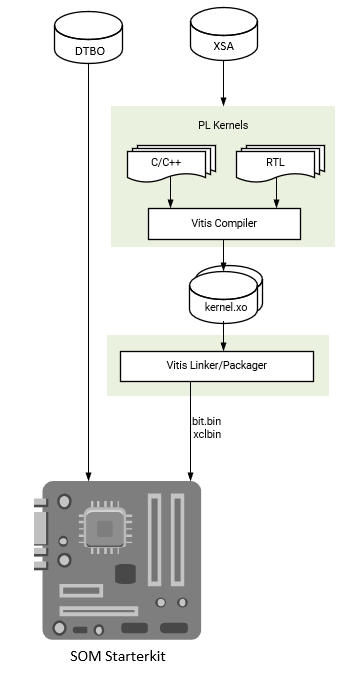 DTBO
XSA
PL Kernels
C/C++
RTL
Vitis Compiler
kernel.xo
Vitis Linker/Packager
bit.bin
xclbin
SOM Starterkit